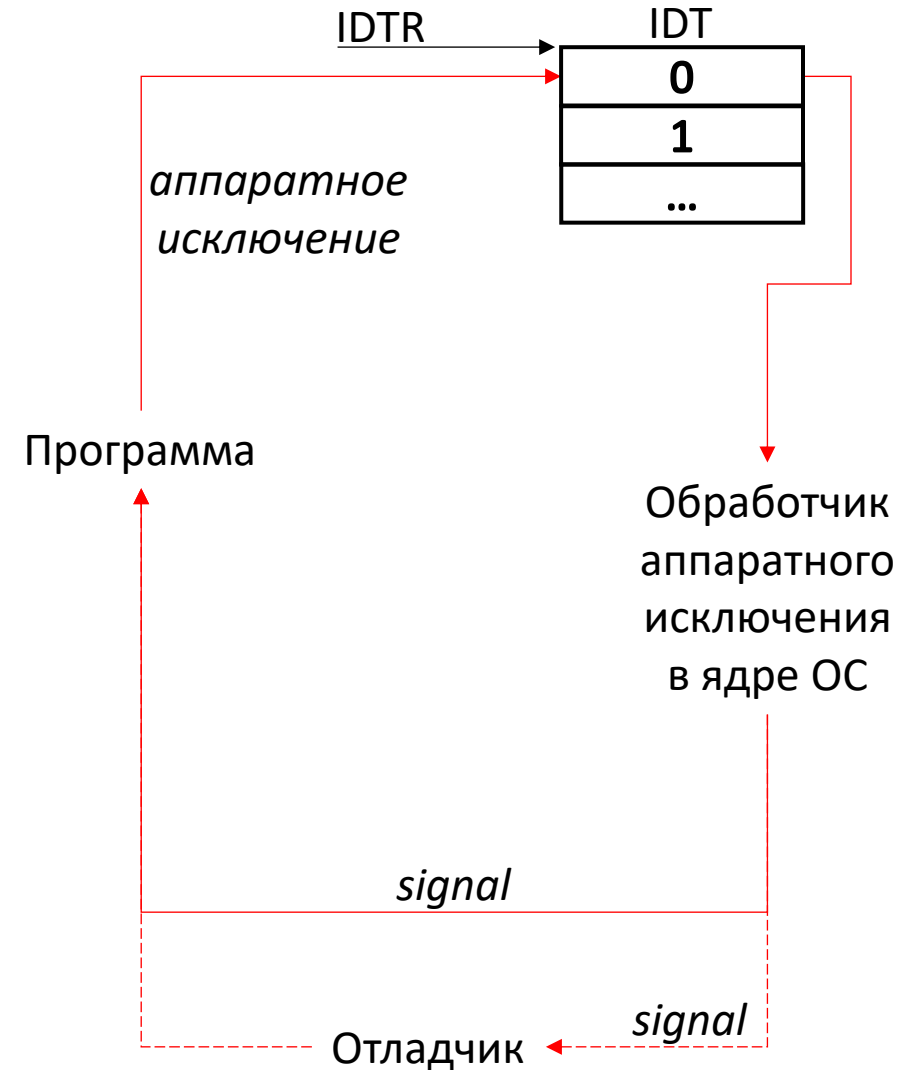 IDTR
IDT
0
1
...
аппаратное
исключение
Программа
Обработчик
аппаратного
исключения
в ядре ОС
signal
signal
Отладчик